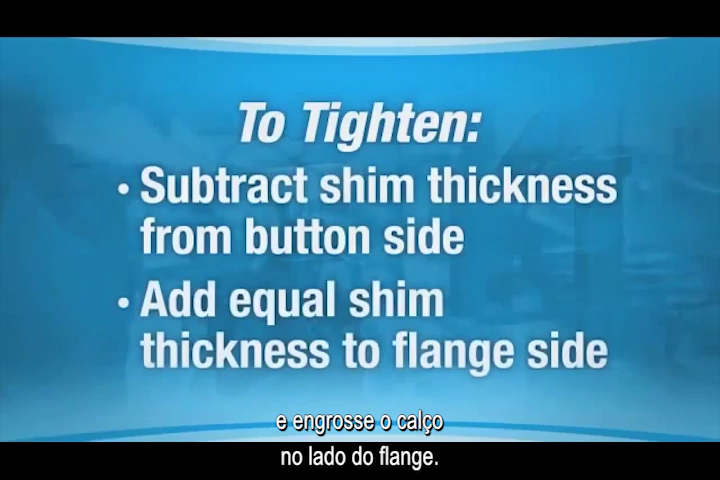 To Tighten:
• Subtract shim thickness
from button side
• Add equal shim
thickness to flange side
e engrosse o calço
no lado do flange.